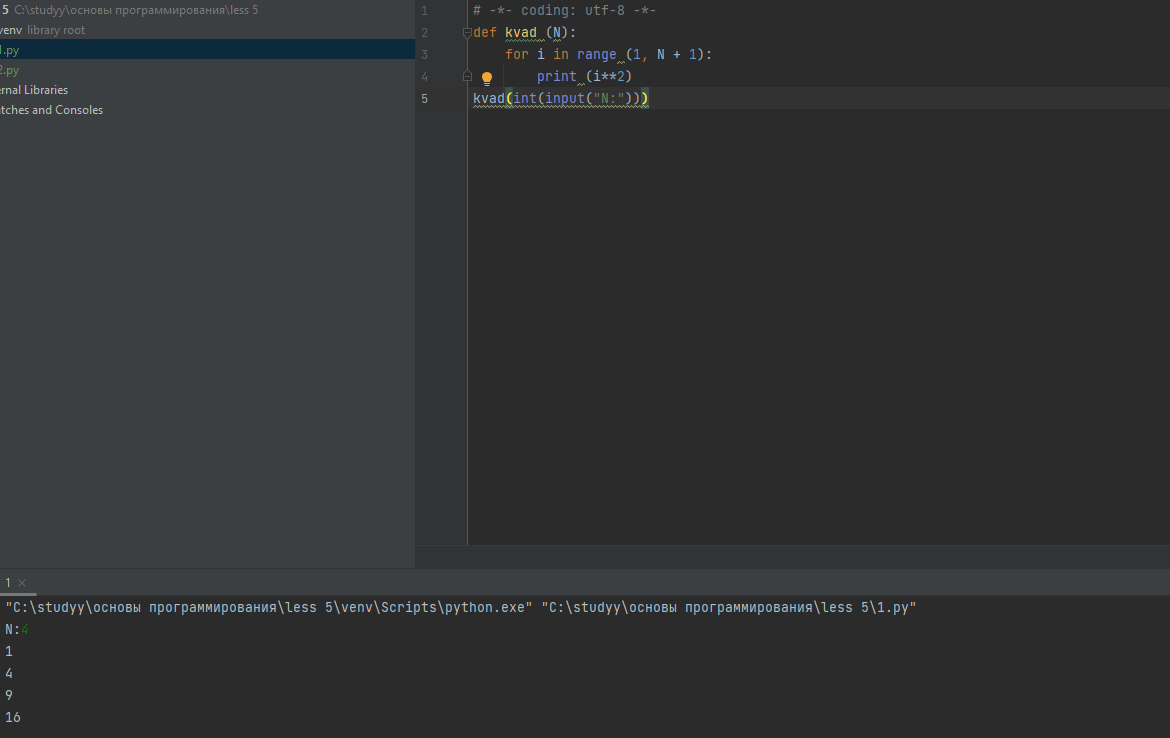 5 C:\studyy\основы программирования\less 5
venv library root
1.py
2.py
ernal Libraries
atches and Consoles
1 # -*- coding: utf-8 -*-
2 def kvad (N):
3 for i in range (1, N + 1):
4 print (i**2)
5 kvad(int(input("N:")))
1 ×
"C:\studyy\основы программирования\less 5\venv\Scripts\python.exe" "C:\studyy\основы программирования\less 5\1.py"
N:4
1
4
9
16